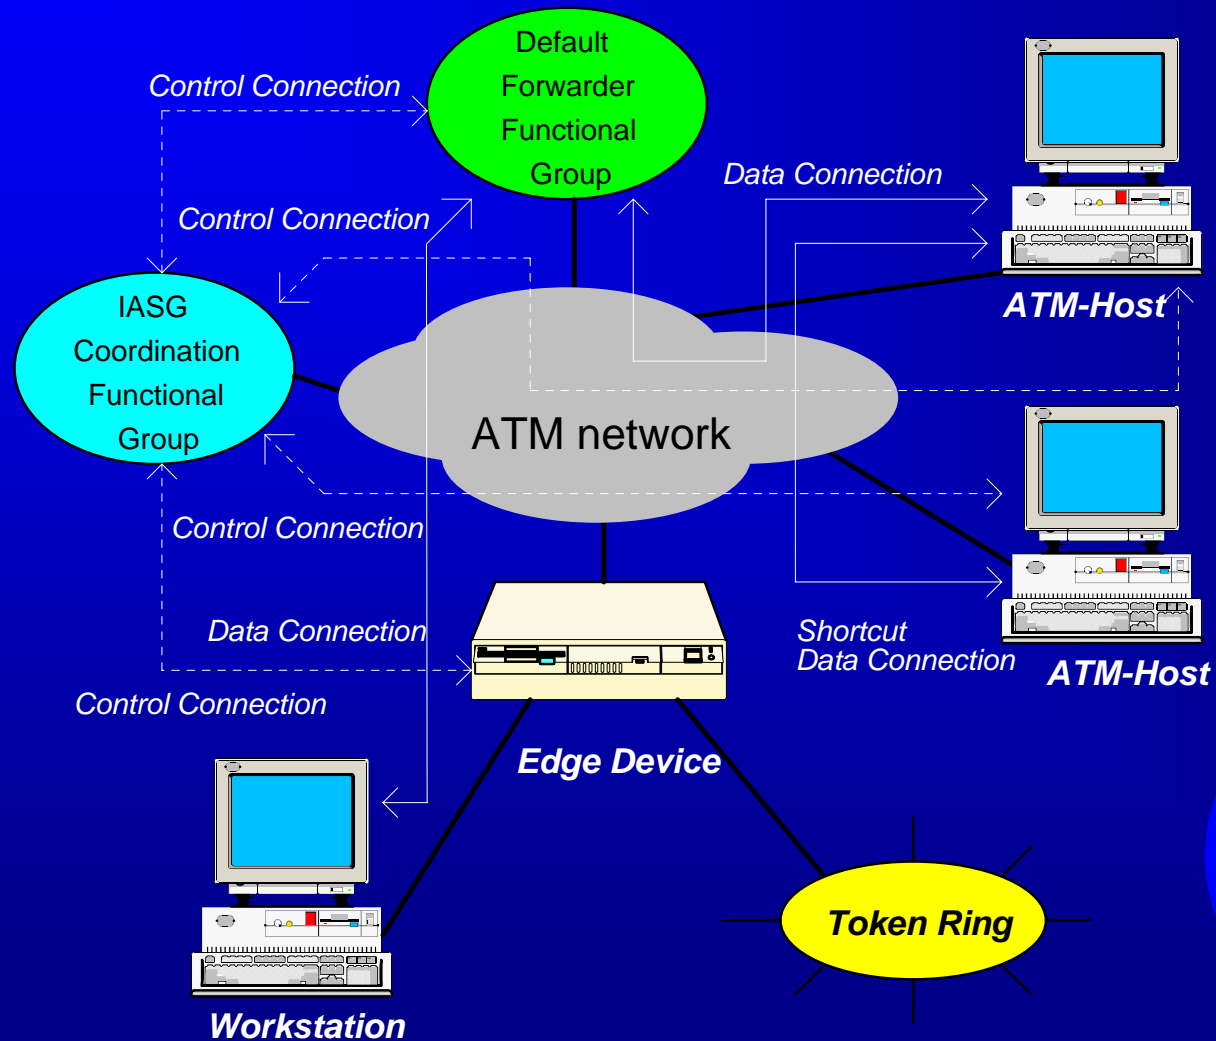 Default
Forwarder
Functional
Group
Control Connection
Data Connection
Control Connection
ATM-Host
IASG
Coordination
Functional
Group
ATM network
Control Connection
Data Connection
Shortcut
Data Connection
ATM-Host
Control Connection
Edge Device
Token Ring
Workstation